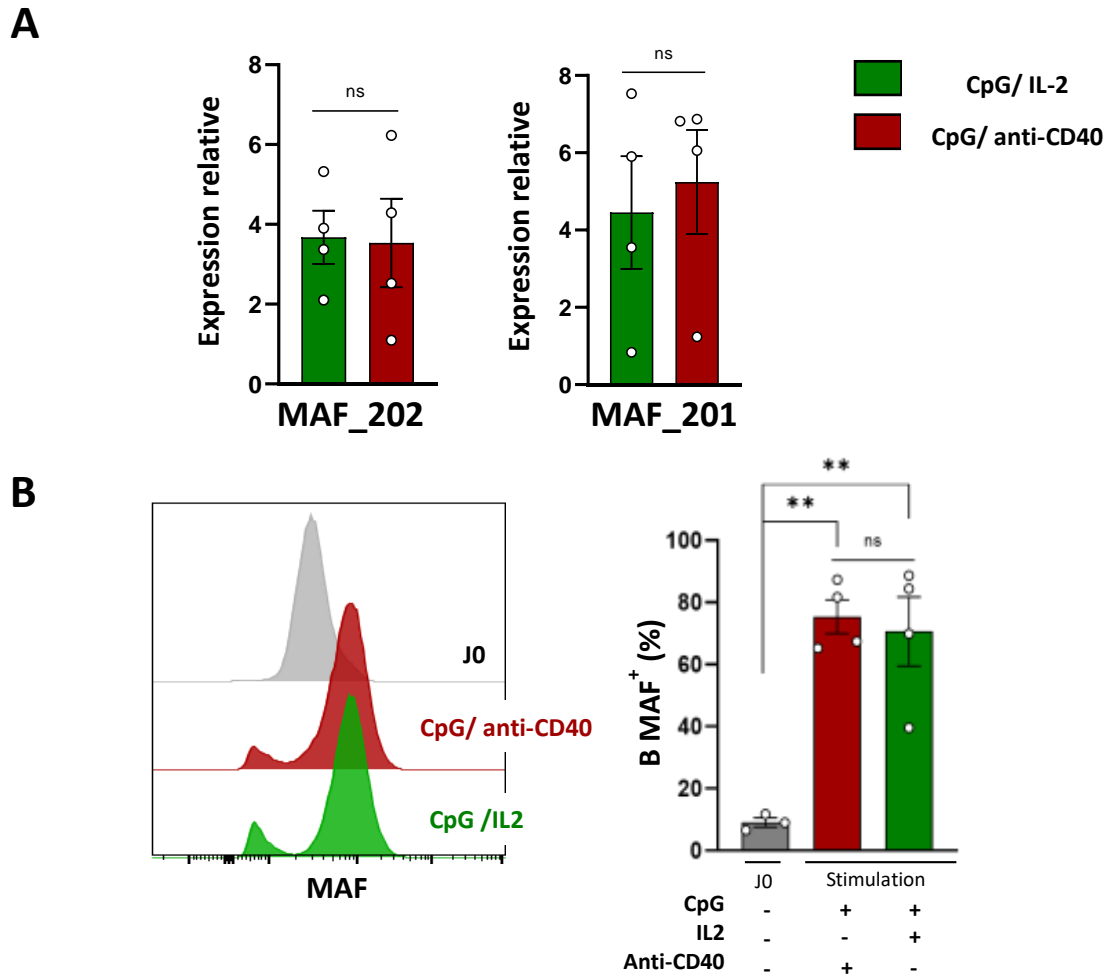 A
8
6
4
2
0
Expression relative
ns
MAF_202
8
6
4
2
0
Expression relative
ns
MAF_201
CpG/ IL-2
CpG/ anti-CD40
B
J0
CpG/ anti-CD40
CpG /IL2
MAF
**
**
ns
100
80
60
40
20
0
B MAF+ (%)
J0 Stimulation
CpG - + +
IL2 - - +
Anti-CD40 - + -